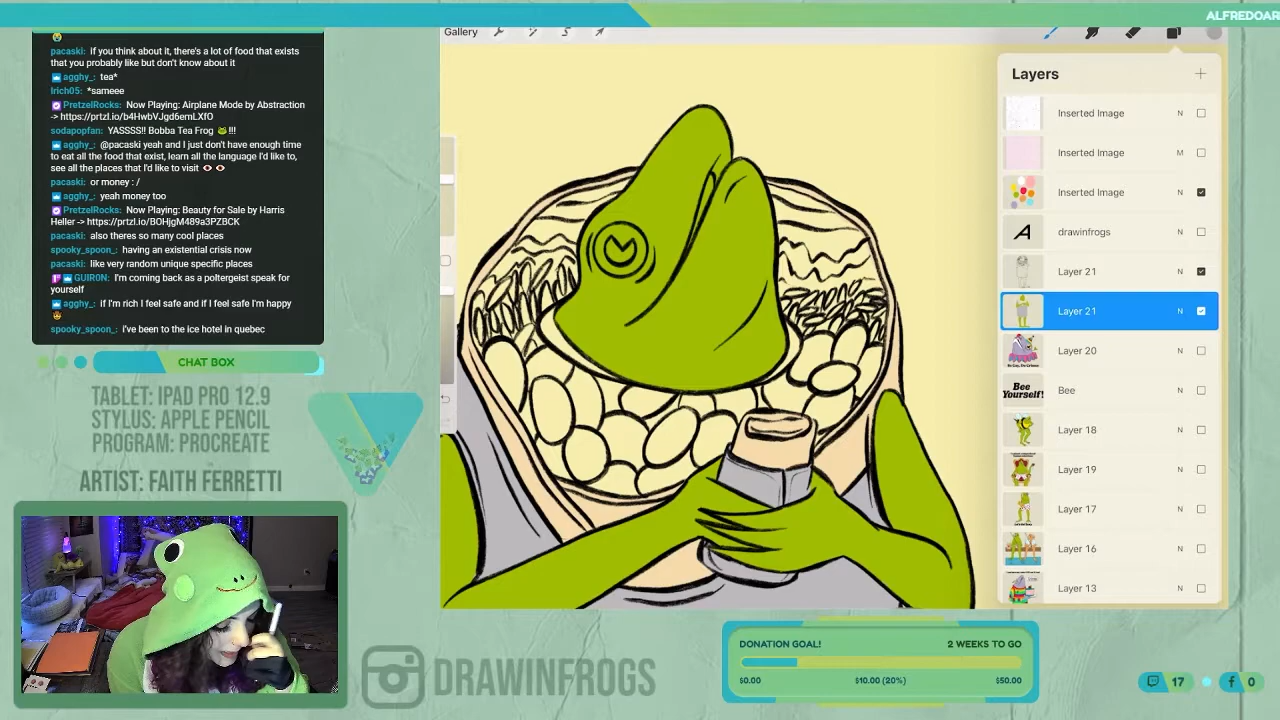 ALFREDOAR
pacaski: if you think about it, there's a lot of food that exists
that you probably like but don't know about it
agghy_: tea*
lrich05: *sameee
PretzelRocks: Now Playing: Airplane Mode by Abstraction
-> https://prtzl.io/b4HwbVJgd6emLXfO
sodapopfan: YASSSS!! Bobba Tea Frog 🐸 !!!
agghy_: @pacaski yeah and I just don't have enough time
to eat all the food that exist, learn all the language I'd like to,
see all the places that I'd like to visit 👁 👁
pacaski: or money : /
agghy_: yeah money too
PretzelRocks: Now Playing: Beauty for Sale by Harris
Heller -> https://prtzl.io/BOHjgM489a3PZBCK
pacaski: also theres so many cool places
spooky_spoon_: having an existential crisis now
pacaski: like very random unique specific places
GUIR0N: I'm coming back as a poltergeist speak for
yourself
agghy_: if I'm rich I feel safe and if I feel safe I'm happy
spooky_spoon_: i've been to the ice hotel in quebec
CHAT BOX
TABLET: IPAD PRO 12.9
STYLUS: APPLE PENCIL
PROGRAM: PROCREATE
ARTIST: FAITH FERRETTI
Gallery
Layers
Inserted Image N
Inserted Image M
Inserted Image N
A drawinfrogs N
Layer 21 N
Layer 21 N
Layer 20 N
Bee Yourself! Bee N
Layer 18 N
Layer 19 N
Layer 17 N
Layer 16 N
Layer 13 N
DRAWINFROGS
DONATION GOAL! 2 WEEKS TO GO
$0.00 $10.00 (20%) $50.00
17 0